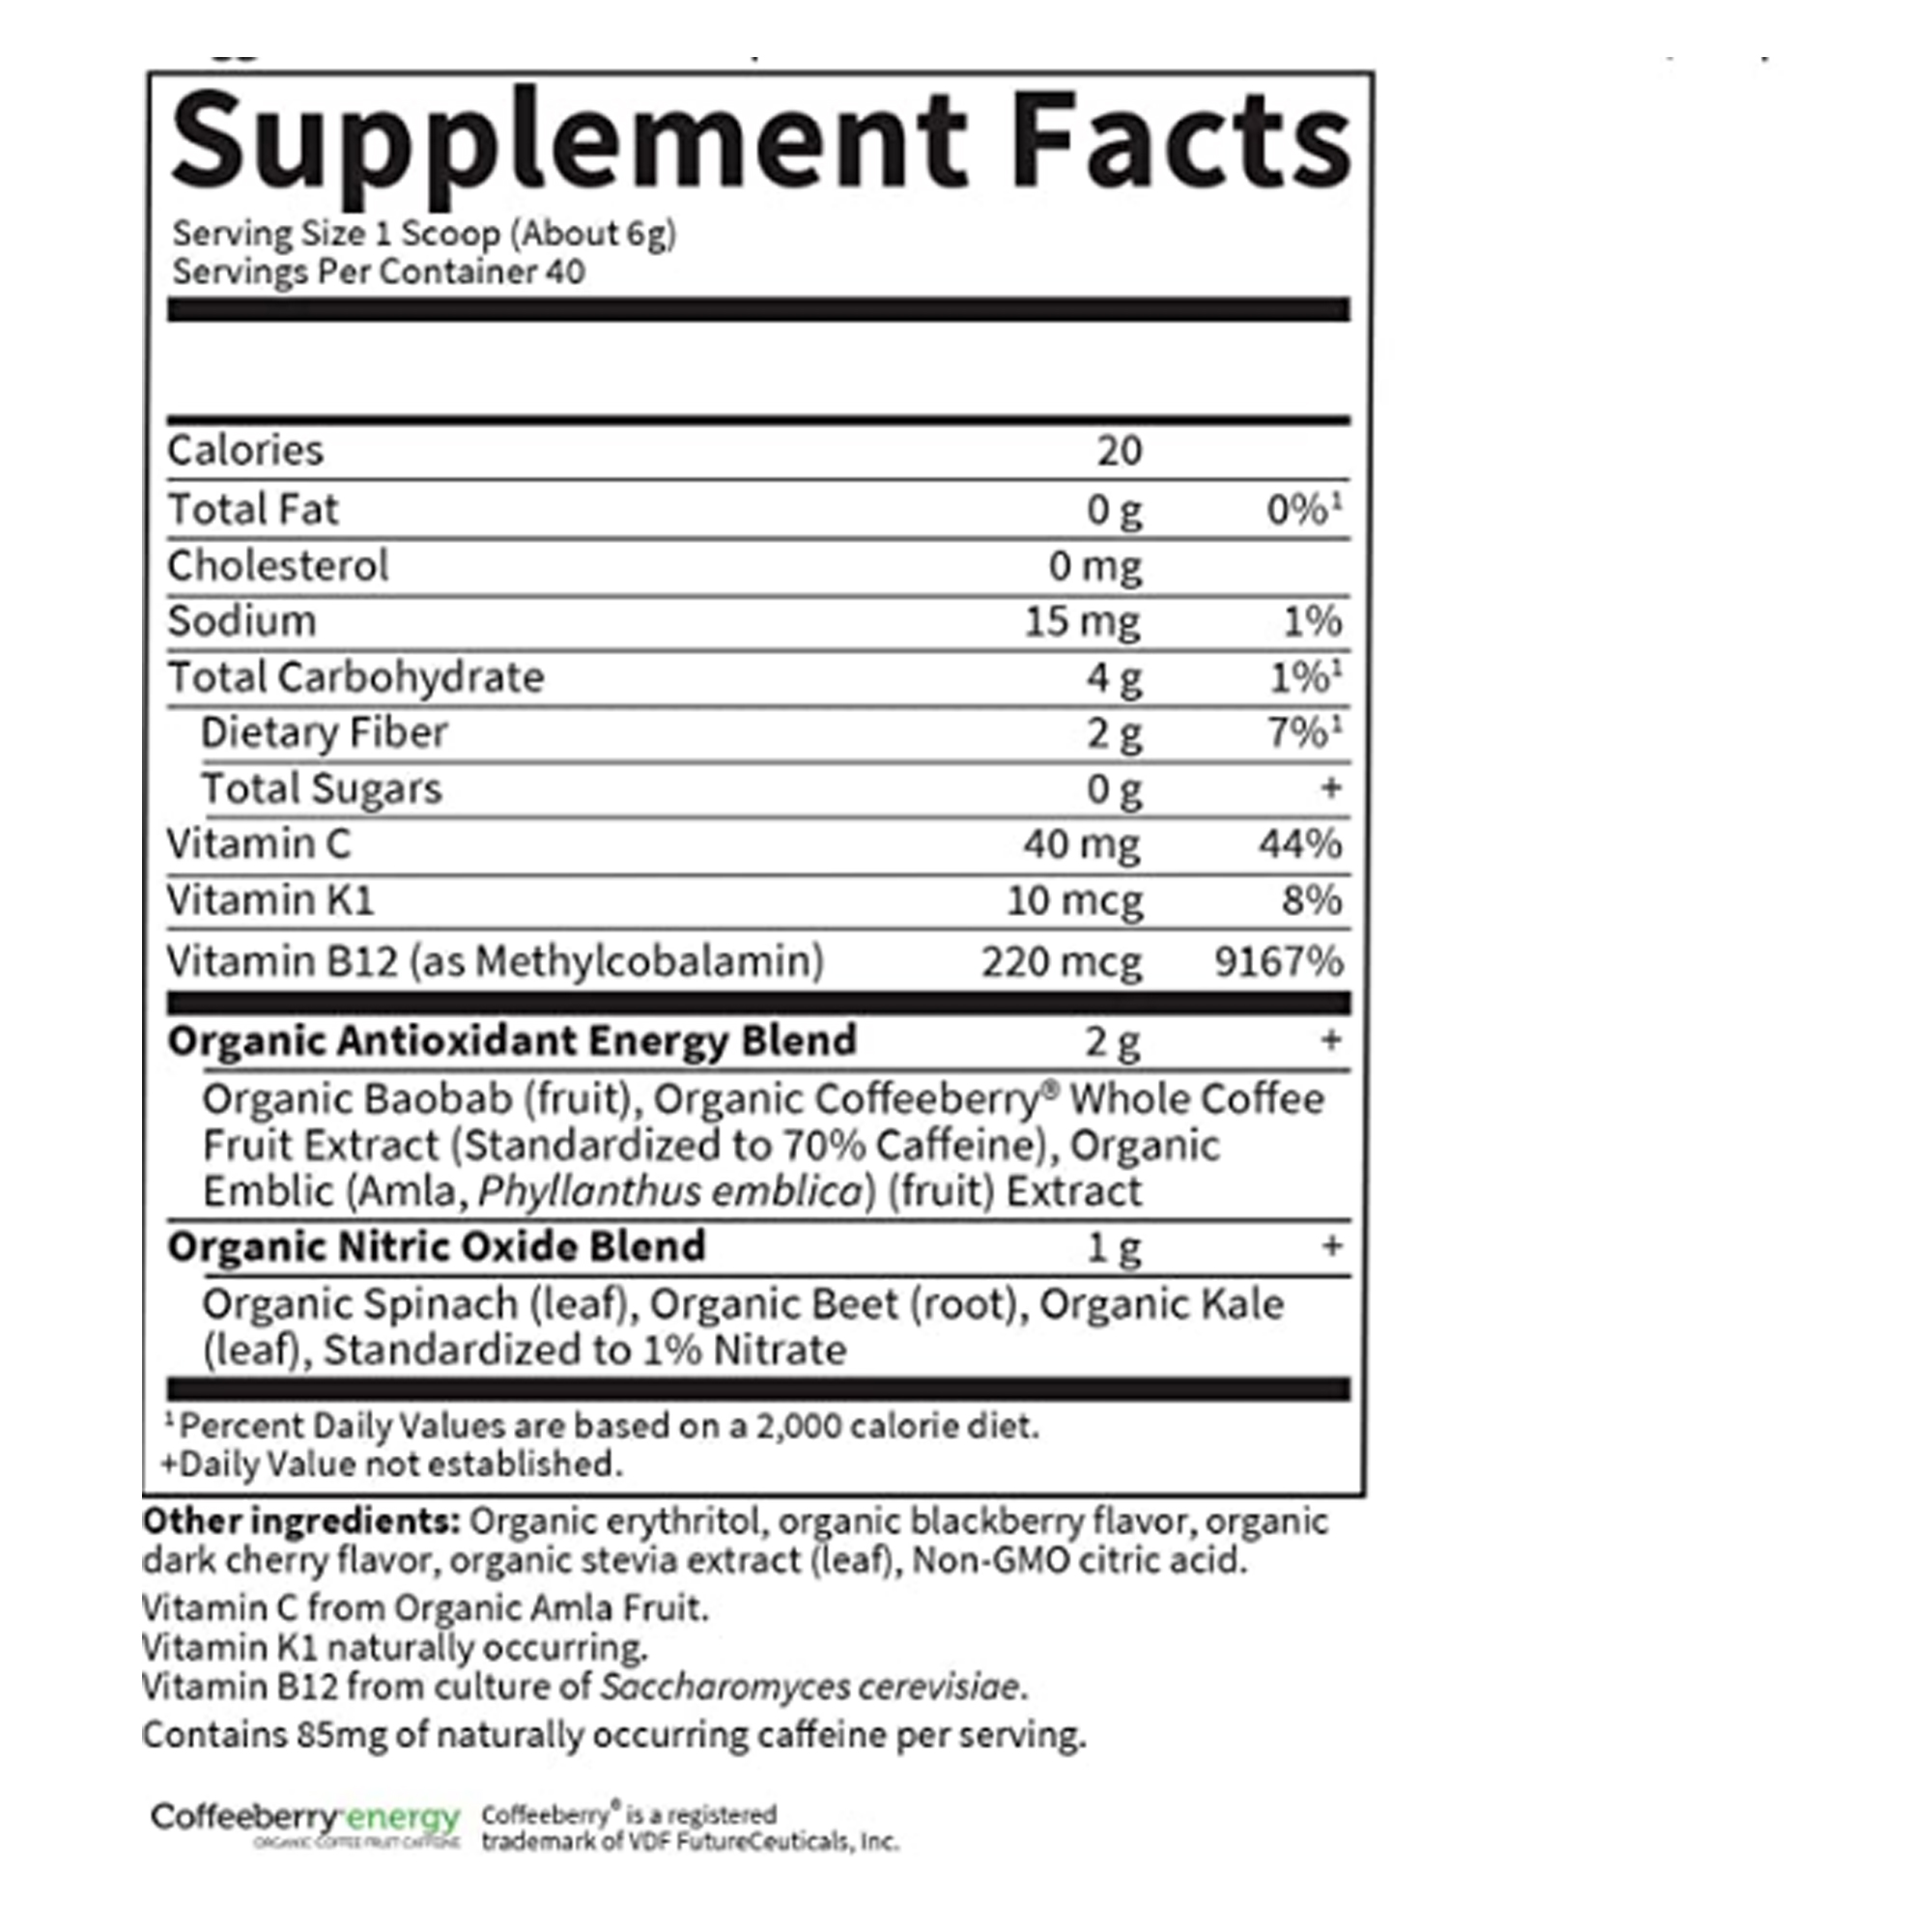 Supplement Facts
Serving Size 1 Scoop (About 6g)
Servings Per Container 40
Calories 20
Total Fat 0 g 0%¹
Cholesterol 0 mg
Sodium 15 mg 1%
Total Carbohydrate 4 g 1%¹
Dietary Fiber 2 g 7%¹
Total Sugars 0 g +
Vitamin C 40 mg 44%
Vitamin K1 10 mcg 8%
Vitamin B12 (as Methylcobalamin) 220 mcg 9167%
Organic Antioxidant Energy Blend 2 g +
Organic Baobab (fruit), Organic Coffeeberry® Whole Coffee
Fruit Extract (Standardized to 70% Caffeine), Organic
Emblic (Amla, Phyllanthus emblica) (fruit) Extract
Organic Nitric Oxide Blend 1 g +
Organic Spinach (leaf), Organic Beet (root), Organic Kale
(leaf), Standardized to 1% Nitrate
¹Percent Daily Values are based on a 2,000 calorie diet.
+Daily Value not established.
Other ingredients: Organic erythritol, organic blackberry flavor, organic
dark cherry flavor, organic stevia extract (leaf), Non-GMO citric acid.
Vitamin C from Organic Amla Fruit.
Vitamin K1 naturally occurring.
Vitamin B12 from culture of Saccharomyces cerevisiae.
Contains 85mg of naturally occurring caffeine per serving.
Coffeeberry energy
ORGANIC COFFEE FRUIT CAFFEINE
Coffeeberry® is a registered
trademark of VDF FutureCeuticals, Inc.